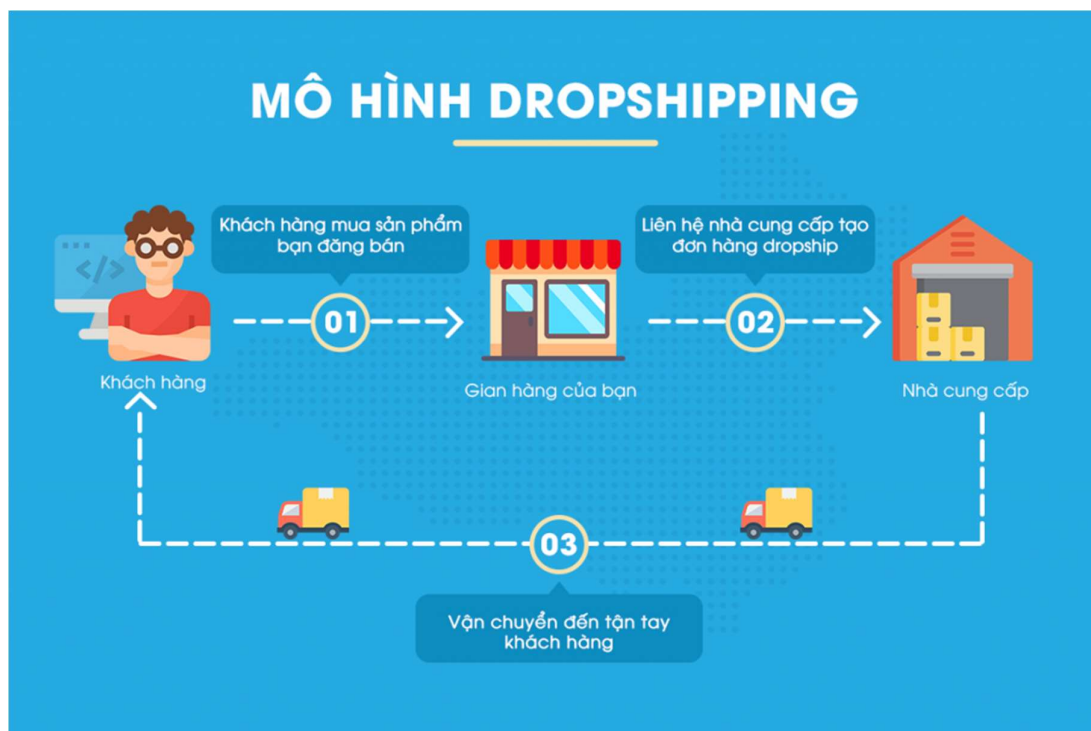 MÔ HÌNH DROPSHIPPING
Khách hàng mua sản phẩm
bạn đăng bán
Liên hệ nhà cung cấp tạo
đơn hàng dropship
</>
01
02
Khách hàng
Gian hàng của bạn
Nhà cung cấp
03
Vận chuyển đến tận tay
khách hàng